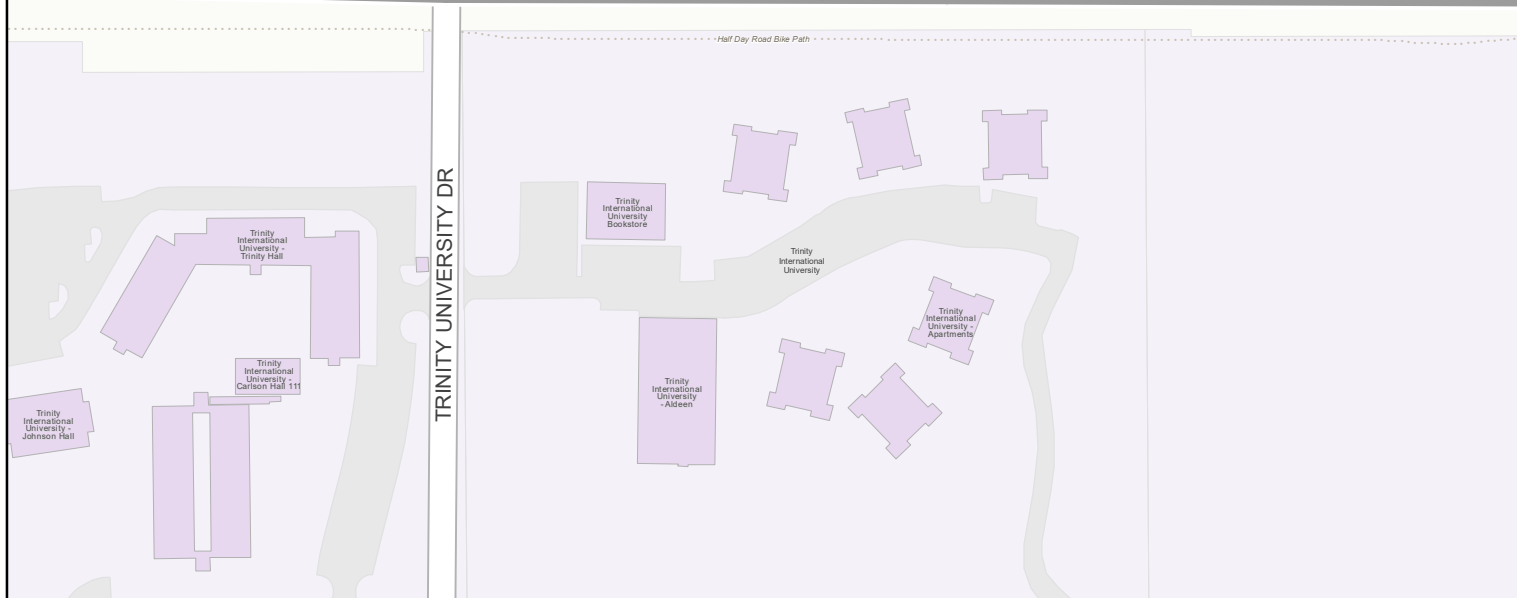 Half Day Road Bike Path
TRINITY UNIVERSITY DR
Trinity
International
University
Bookstore
Trinity
International
University -
Trinity Hall
Trinity
International
University
Trinity
International
University -
Apartments
Trinity
International
University -
Carlson Hall 111
Trinity
International
University
- Aldeen
Trinity
International
University -
Johnson Hall